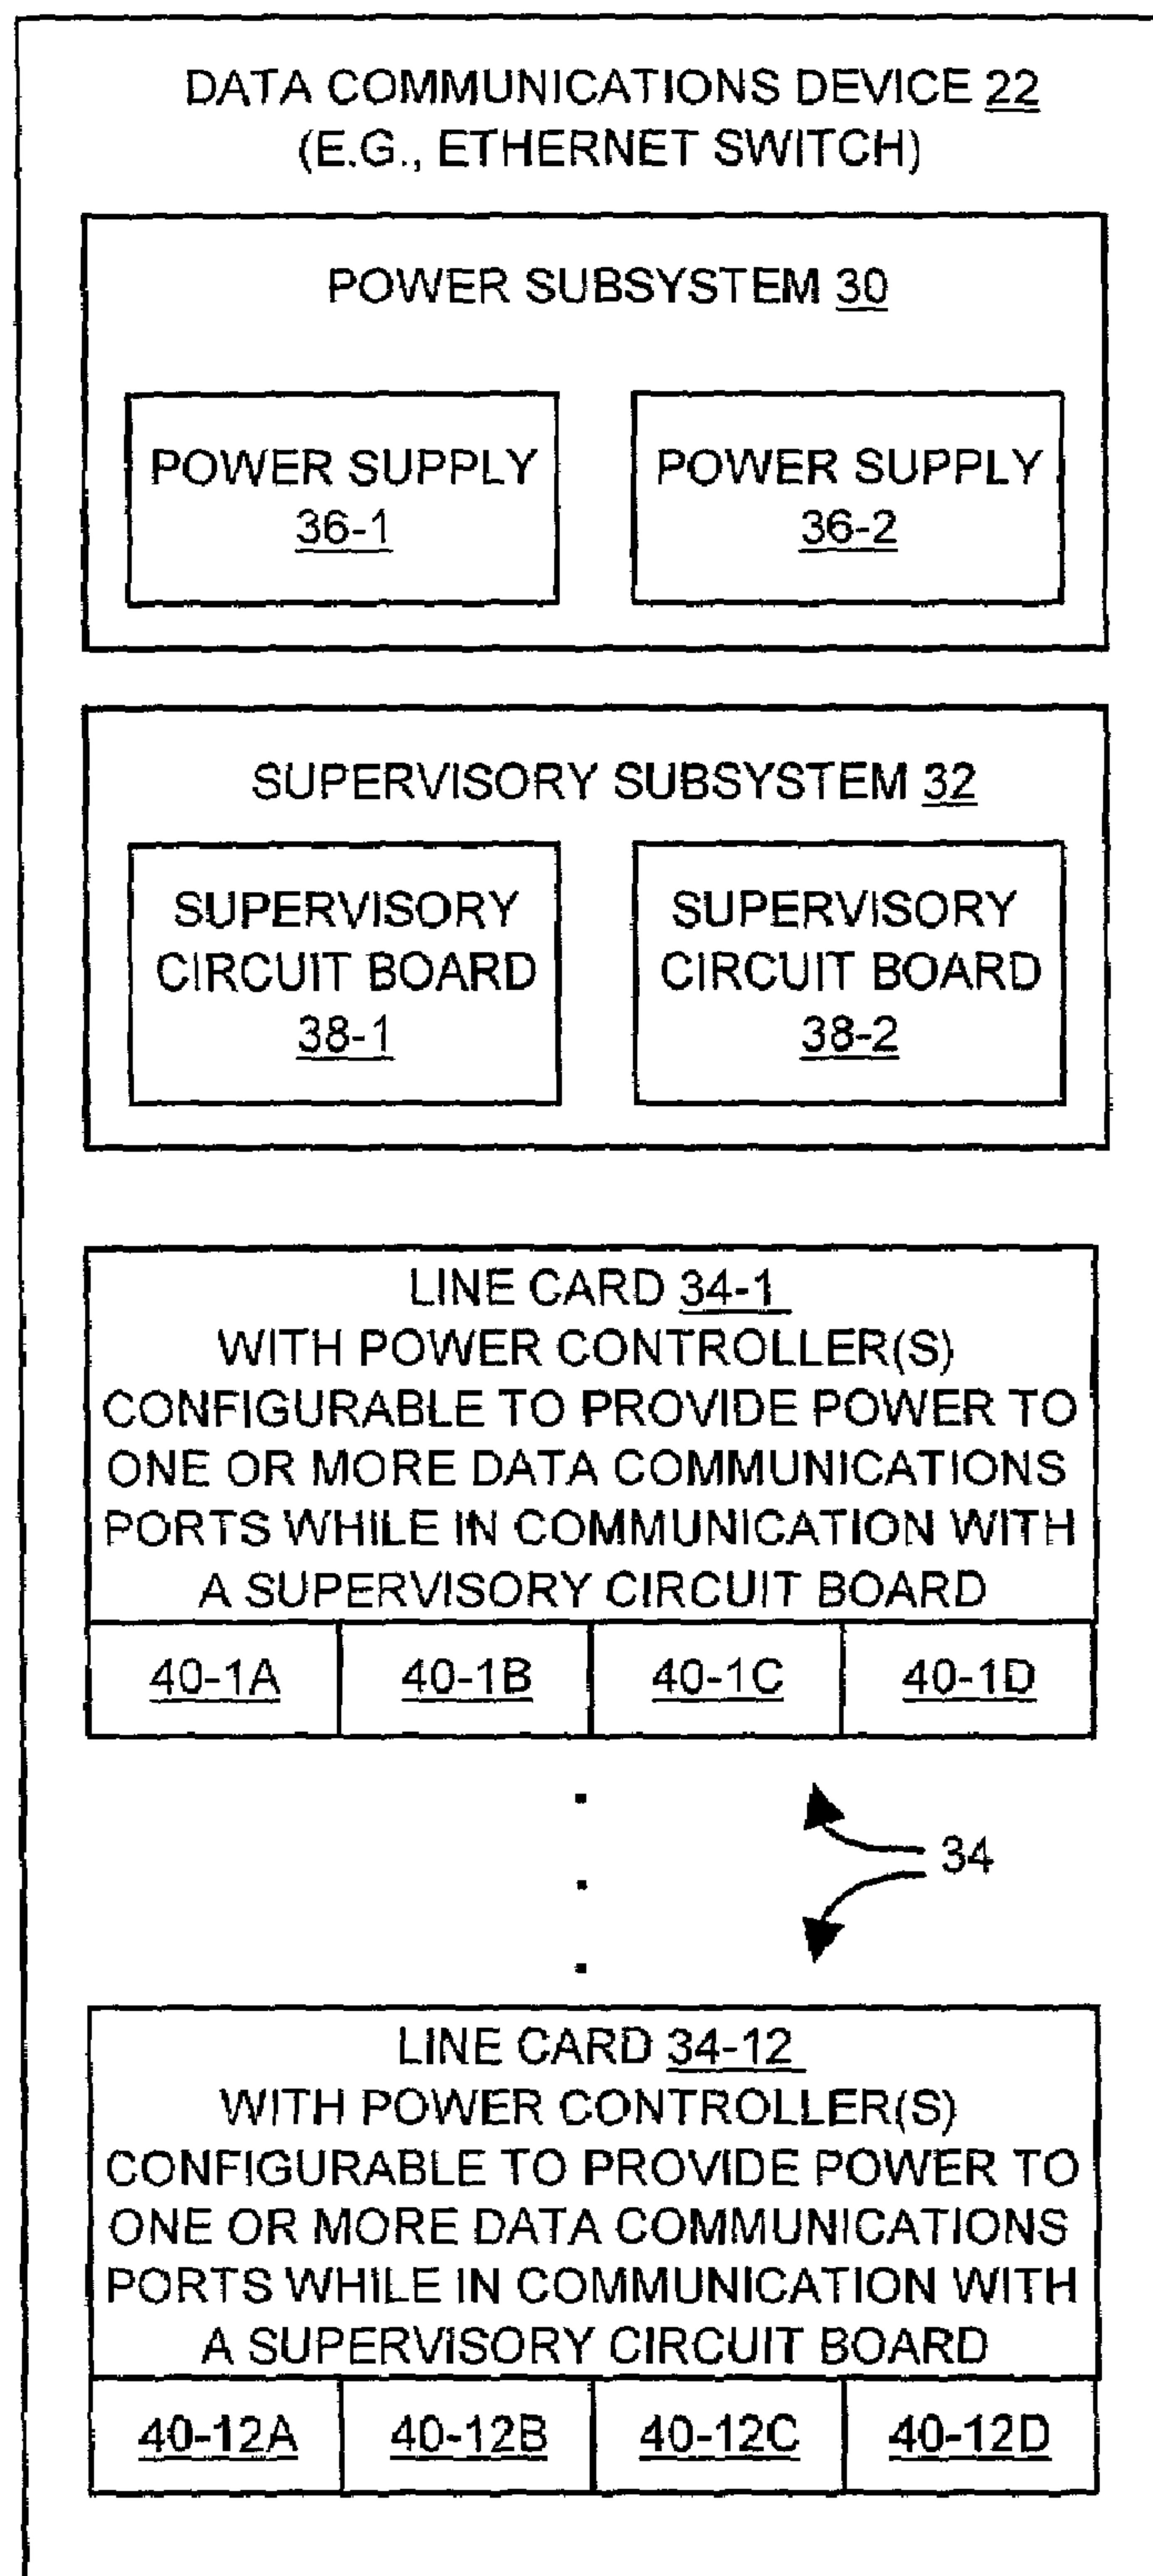 DATA COMMUNICATIONS DEVICE 22
(E.G., ETHERNET SWITCH)
POWER SUBSYSTEM 30
POWER SUPPLY
36-1
POWER SUPPLY
36-2
SUPERVISORY SUBSYSTEM 32
SUPERVISORY
CIRCUIT BOARD
38-1
SUPERVISORY
CIRCUIT BOARD
38-2
LINE CARD 34-1
WITH POWER CONTROLLER(S)
CONFIGURABLE TO PROVIDE POWER TO
ONE OR MORE DATA COMMUNICATIONS
PORTS WHILE IN COMMUNICATION WITH
A SUPERVISORY CIRCUIT BOARD
40-1A 40-1B 40-1C 40-1D
34
LINE CARD 34-12
WITH POWER CONTROLLER(S)
CONFIGURABLE TO PROVIDE POWER TO
ONE OR MORE DATA COMMUNICATIONS
PORTS WHILE IN COMMUNICATION WITH
A SUPERVISORY CIRCUIT BOARD
40-12A 40-12B 40-12C 40-12D